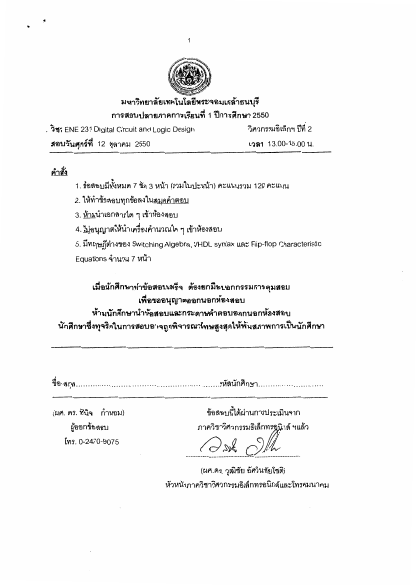 1
มหาวิทยาลัยเทคโนโลยีพระจอมเกล้าธนบุรี
การสอบปลายภาคการเรียนที่ 1 ปีการศึกษา 2550
วิชา ENE 231 Digital Circuit and Logic Design วิศวกรรมอิเล็กฯ ปีที่ 2
สอบวันศุกร์ที่ 12 ตุลาคม 2550 เวลา 13.00-16.00 น.
คำสั่ง
1. ข้อสอบมีทั้งหมด 7 ข้อ 3 หน้า (รวมใบปะหน้า) คะแนนรวม 120 คะแนน
2. ให้ทำข้อสอบทุกข้อลงในสมุดคำตอบ
3. ห้ามนำเอกสารใด ๆ เข้าห้องสอบ
4. ไม่อนุญาตให้นำเครื่องคำนวณใด ๆ เข้าห้องสอบ
5. มีทฤษฎีต่างของ Switching Algebra, VHDL syntax และ Flip-flop Characteristic
Equations จำนวน 7 หน้า
เมื่อนักศึกษาทำข้อสอบเสร็จ ต้องยกมือบอกกรรมการคุมสอบ
เพื่อขออนุญาตออกนอกห้องสอบ
ห้ามนักศึกษานำข้อสอบและกระดาษคำตอบออกนอกห้องสอบ
นักศึกษาซึ่งทุจริตในการสอบ อาจถูกพิจารณาโทษสูงสุดให้พ้นสภาพการเป็นนักศึกษา
ชื่อ-สกุล รหัสนักศึกษา
(ผศ. ดร. พินิจ กำหอม) ข้อสอบนี้ได้ผ่านการประเมินจาก
ผู้ออกข้อสอบ ภาควิชาวิศวกรรมอิเล็กทรอนิกส์ ฯแล้ว
โทร. 0-2470-9075
(ผศ.ดร. วุฒิชัย อัศวินชัยโชติ)
หัวหน้าภาควิชาวิศวกรรมอิเล็กทรอนิกส์และโทรคมนาคม